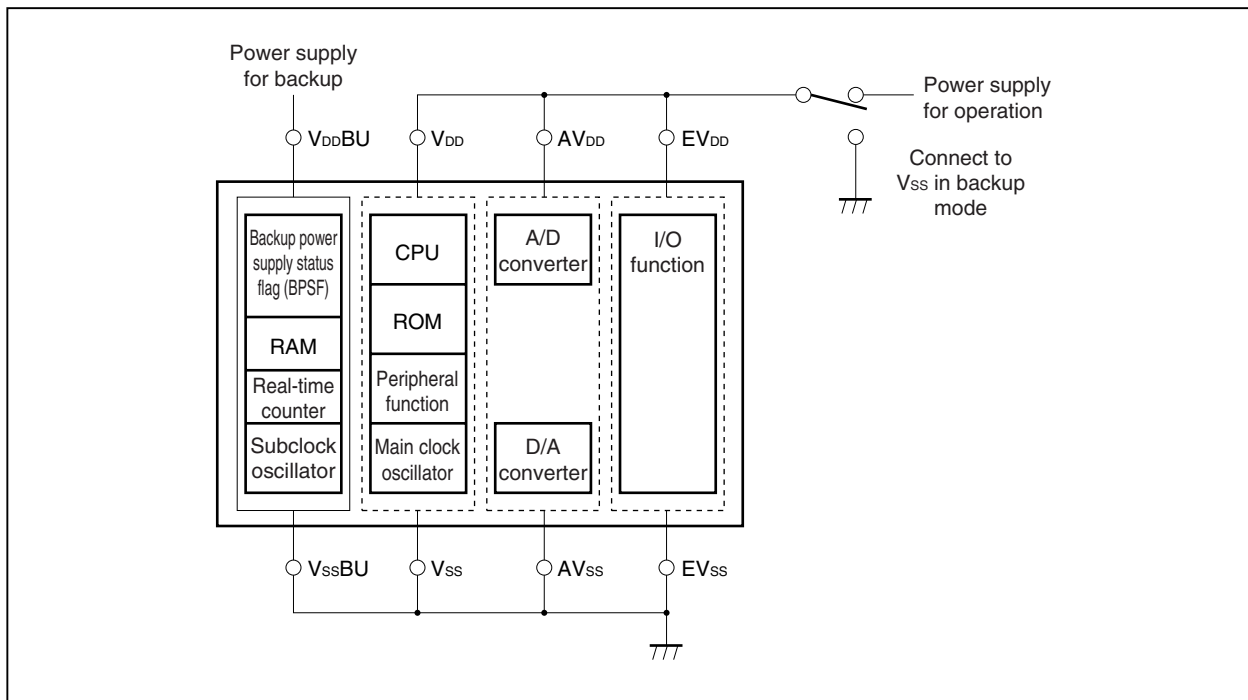 Power supply
for backup
Power supply
for operation
VDDBU
VDD
AVDD
EVDD
Connect to
VSS in backup
mode
Backup power
supply status
flag (BPSF)
RAM
Real-time
counter
Subclock
oscillator
CPU
ROM
Peripheral
function
Main clock
oscillator
A/D
converter
D/A
converter
I/O
function
VSSBU
VSS
AVSS
EVSS